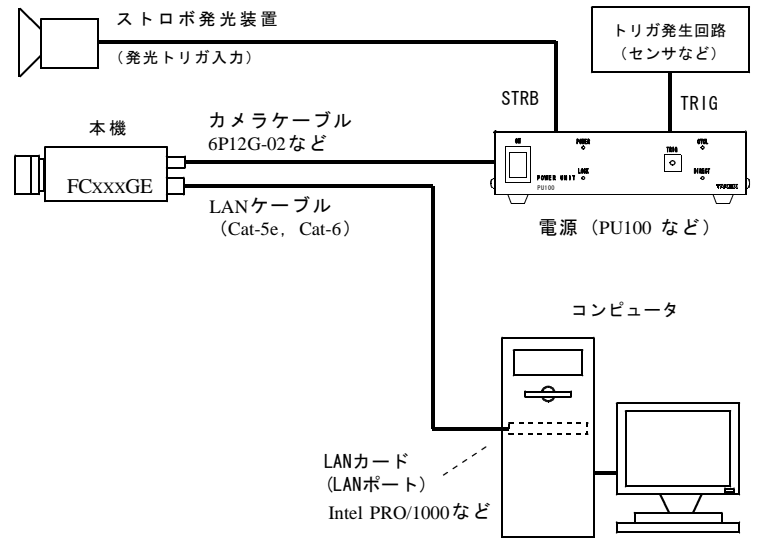 ストロボ発光装置
（発光トリガ入力）
トリガ発生回路
（センサなど）
STRB
TRIG
本機
カメラケーブル
6P12G-02など
FCxxxGE
LANケーブル
（Cat-5e, Cat-6）
ON
POWER
LOCK
POWER UNIT
PU100
TRIG
CTRL
DIRECT
電源（PU100 など）
コンピュータ
LANカード
（LANポート）
Intel PRO/1000など